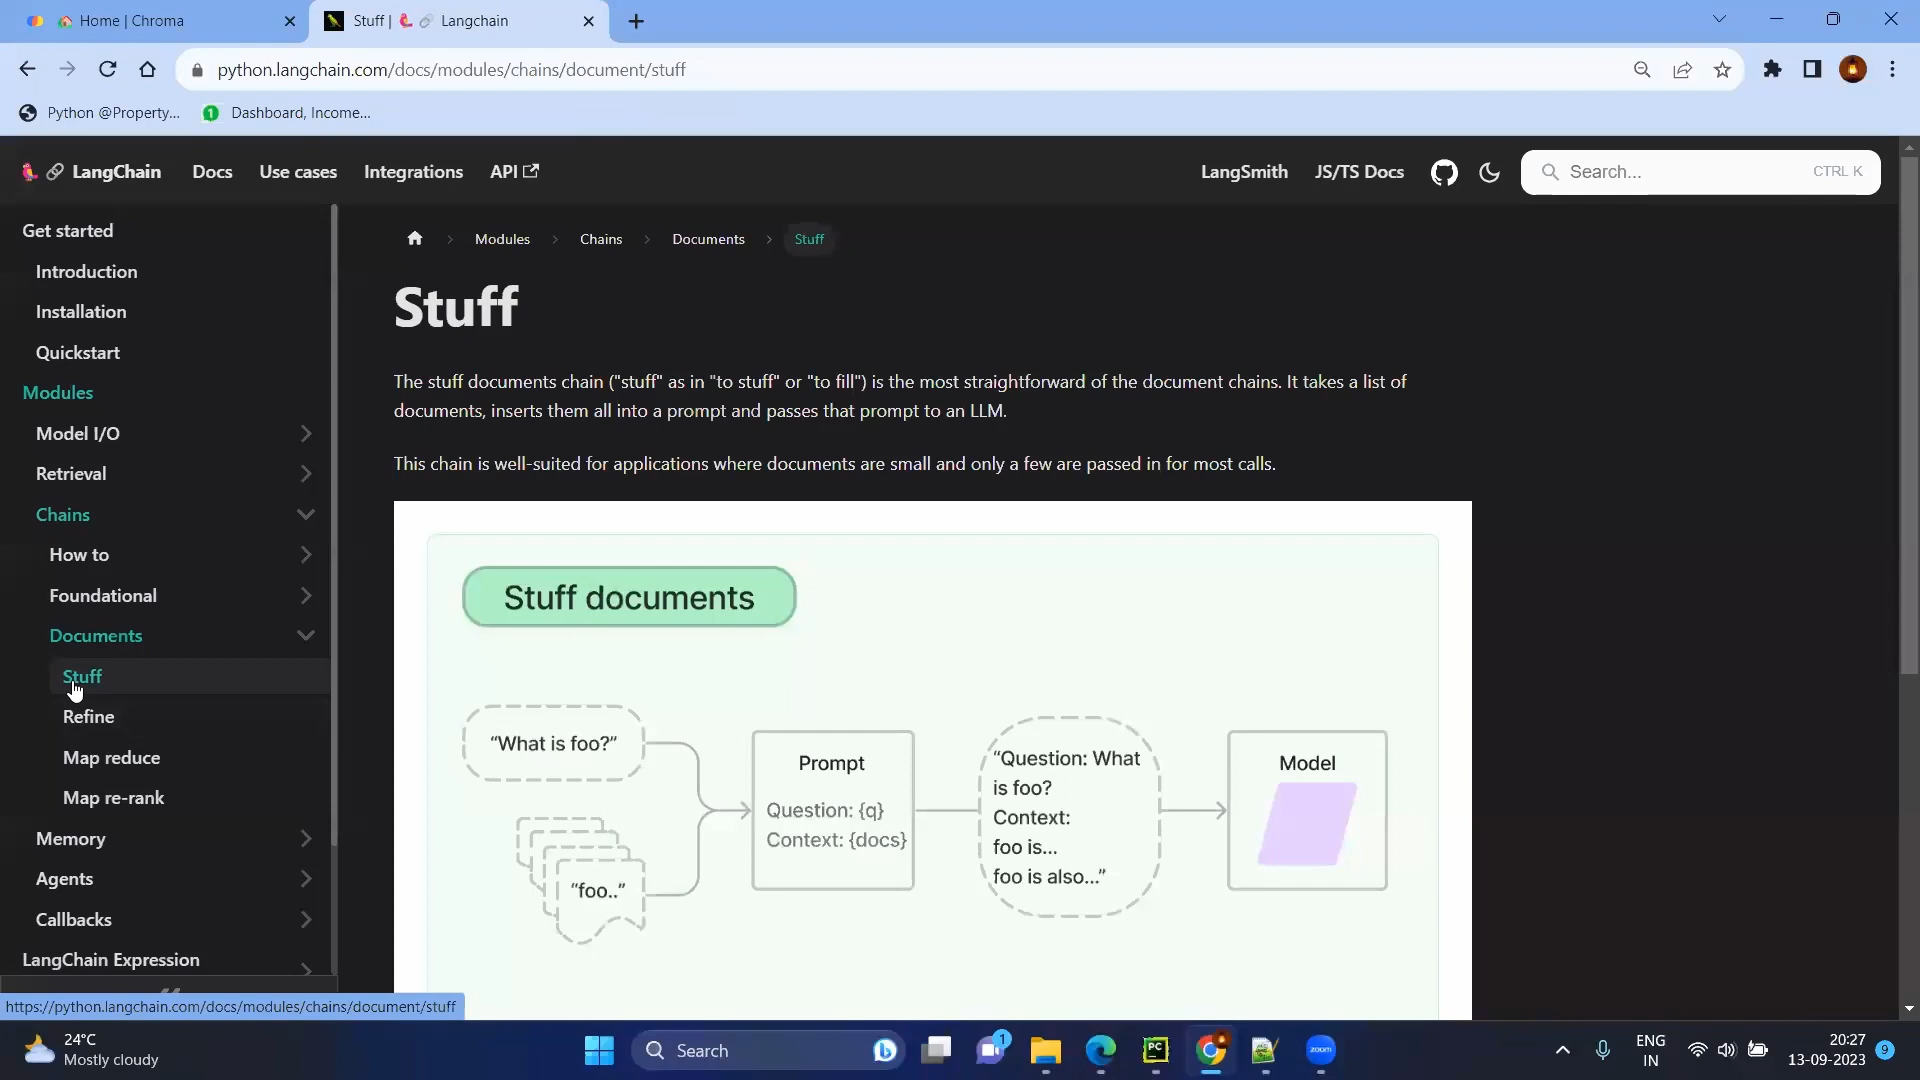 Home | Chroma
Stuff | Langchain
python.langchain.com/docs/modules/chains/document/stuff
Python @Property...
Dashboard, Income...
LangChain
Docs
Use cases
Integrations
API
LangSmith
JS/TS Docs
Search...
CTRL K
Get started
Introduction
Installation
Quickstart
Modules
Model I/O
Retrieval
Chains
How to
Foundational
Documents
Stuff
Refine
Map reduce
Map re-rank
Memory
Agents
Callbacks
LangChain Expression
Modules
Chains
Documents
Stuff
Stuff
The stuff documents chain ("stuff" as in "to stuff" or "to fill") is the most straightforward of the document chains. It takes a list of
documents, inserts them all into a prompt and passes that prompt to an LLM.
This chain is well-suited for applications where documents are small and only a few are passed in for most calls.
Stuff documents
“What is foo?”
“foo..”
Prompt
Question: {q}
Context: {docs}
“Question: What
is foo?
Context:
foo is...
foo is also...”
Model
https://python.langchain.com/docs/modules/chains/document/stuff
24°C
Mostly cloudy
Search
1
PC
zoom
ENG
IN
20:27
13-09-2023
9